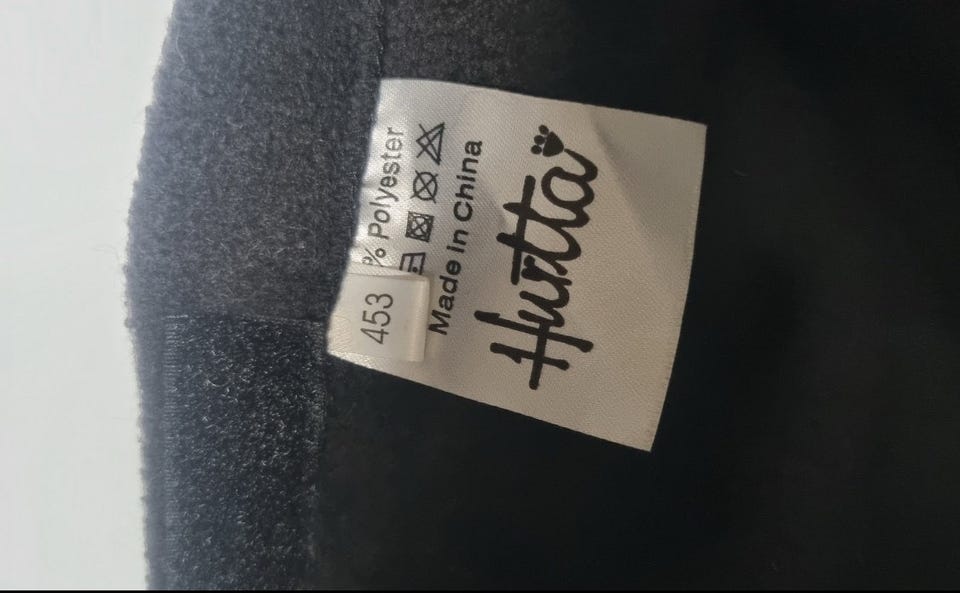 % Polyester
453
Made in China
Hurtta